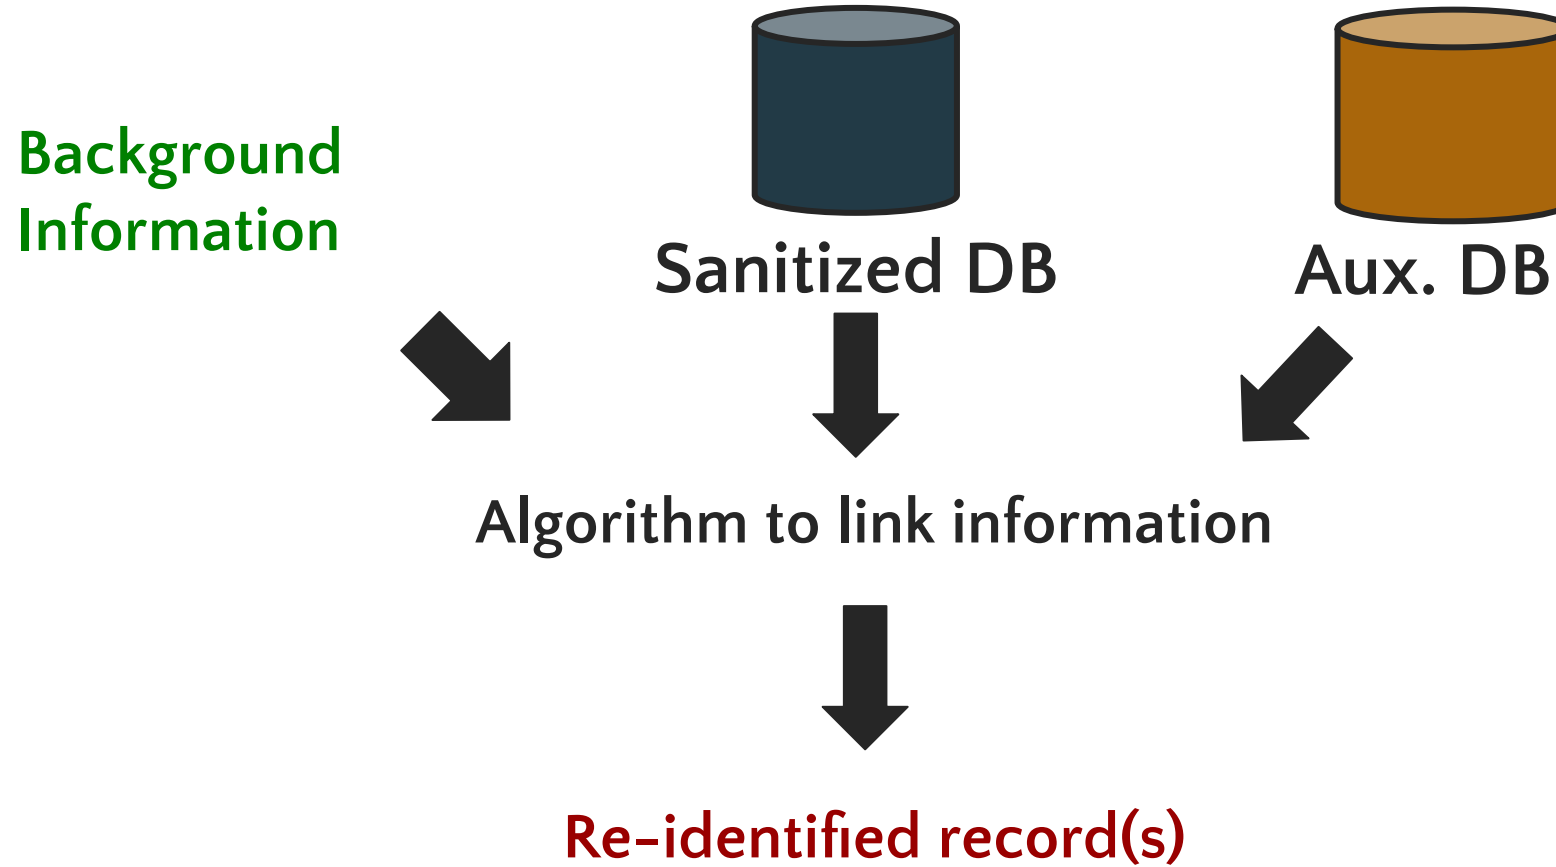 Background
Information
Sanitized DB
Aux. DB
Algorithm to link information
Re-identified record(s)